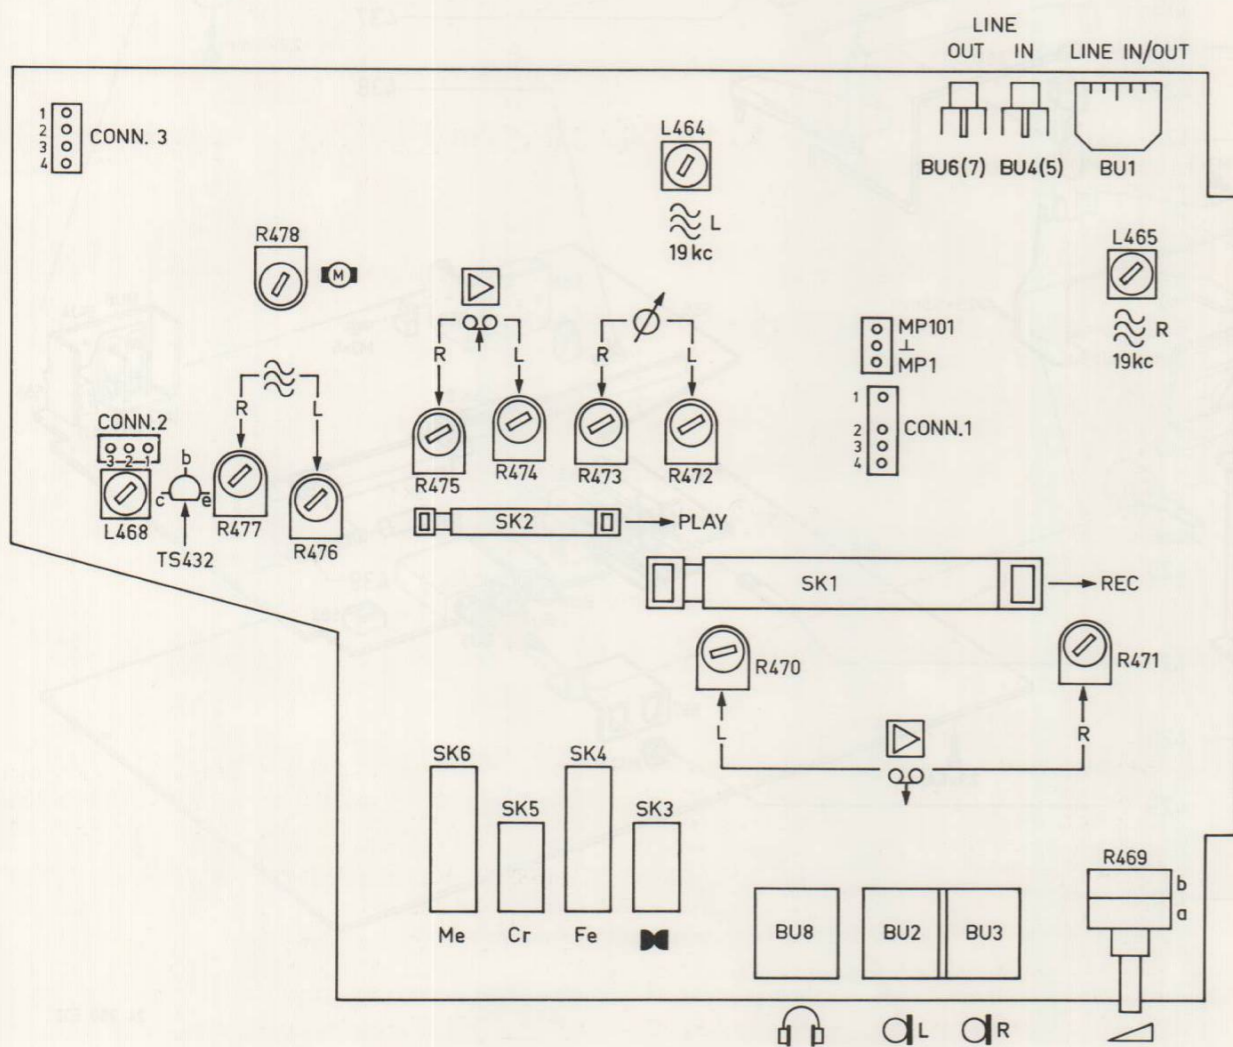 LINE
OUT IN LINE IN/OUT
BU6(7) BU4(5) BU1
1
2
3
4
CONN. 3
L464
L
19 kc
R478
M
L465
R
19kc
MP101
⊥
MP1
R L
R L
R L
CONN.2
3 2 1
b
c e
L468
TS432
R477
R476
R475
R474
R473
R472
1
2
3
4
CONN.1
SK2
PLAY
SK1
REC
R470
R471
L
R
SK6
SK5
SK4
SK3
Me Cr Fe
R469
b
a
BU8
BU2
BU3
L
R